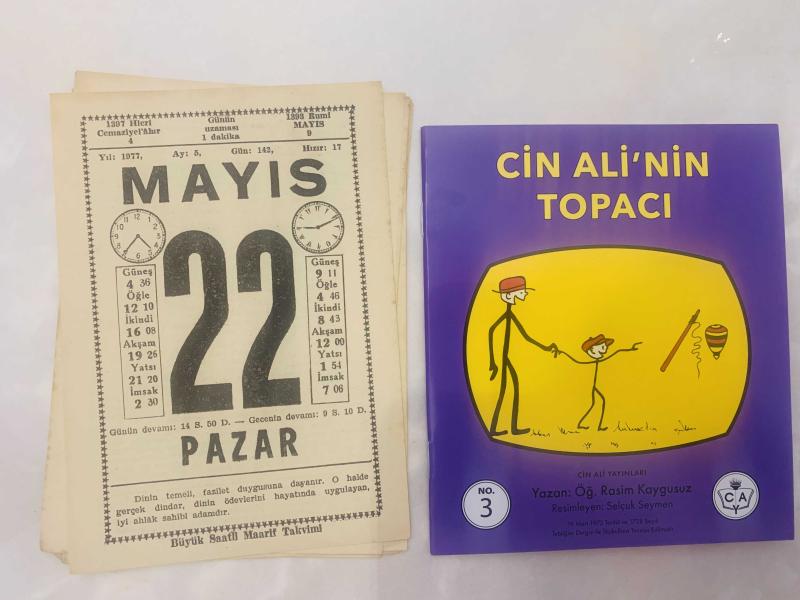 1397 Hicri
Cemaziyel'Ahır
4
Günün
uzaması
1 dakika
1393 Rumi
MAYIS
9
Yıl: 1977, Ay: 5, Gün: 142, Hızır: 17
MAYIS
22
Güneş
4 36
Öğle
12 10
İkindi
16 08
Akşam
19 26
Yatsı
21 20
İmsak
2 30
Güneş
9 11
Öğle
4 46
İkindi
8 43
Akşam
12 00
Yatsı
1 54
İmsak
7 06
Günün devamı: 14 S. 50 D. — Gecenin devamı: 9 S. 10 D.
PAZAR
Dinin temeli, fazilet duygusuna dayanır. O halde
gerçek dindar, dinin ödevlerini hayatında uygulayan,
iyi ahlâk sahibi adamdır.
Büyük Saatli Maarif Takvimi
CİN ALİ'NİN
TOPACI
CİN ALİ YAYINLARI
Yazan: Öğ. Rasim Kaygusuz
Resimleyen: Selçuk Seymen
NO.
3
C A
Y